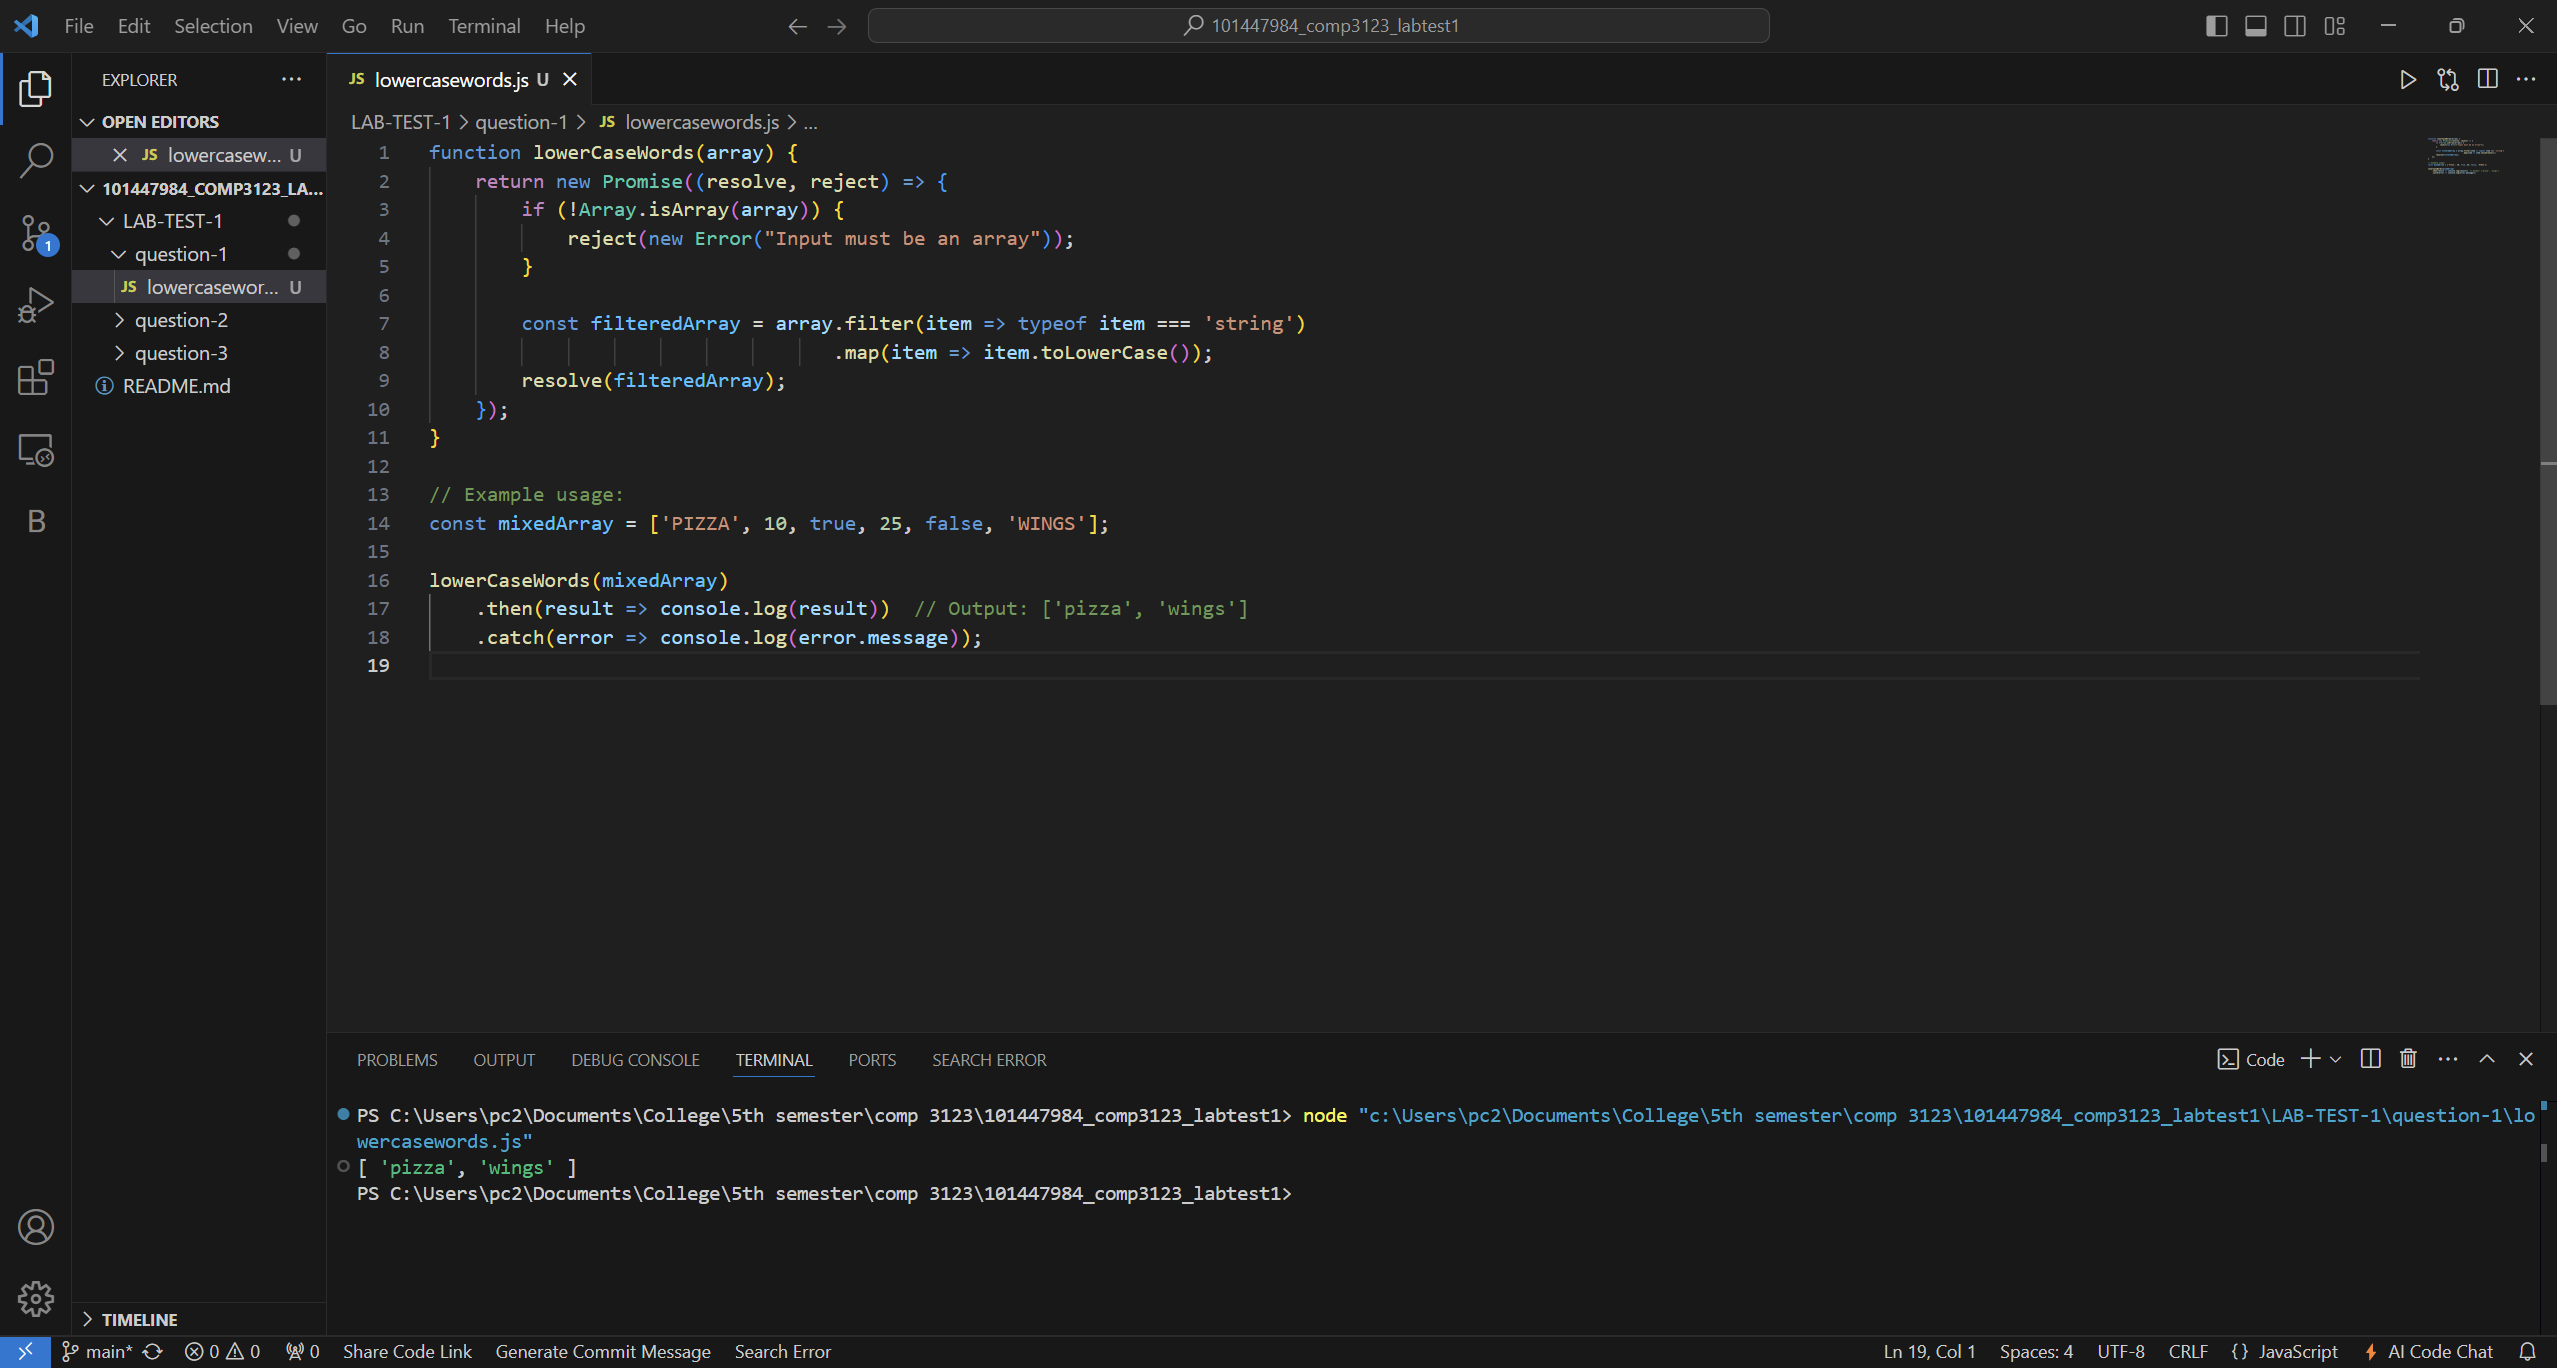 File Edit Selection View Go Run Terminal Help
101447984_comp3123_labtest1
EXPLORER
OPEN EDITORS
JS lowercasew... U
101447984_COMP3123_LA...
LAB-TEST-1
question-1
JS lowercasewor... U
question-2
question-3
README.md
1
B
TIMELINE
JS lowercasewords.js U
LAB-TEST-1 > question-1 > JS lowercasewords.js > ...
1 function lowerCaseWords(array) {
2 return new Promise((resolve, reject) => {
3 if (!Array.isArray(array)) {
4 reject(new Error("Input must be an array"));
5 }
6
7 const filteredArray = array.filter(item => typeof item === 'string')
8 .map(item => item.toLowerCase());
9 resolve(filteredArray);
10 });
11 }
12
13 // Example usage:
14 const mixedArray = ['PIZZA', 10, true, 25, false, 'WINGS'];
15
16 lowerCaseWords(mixedArray)
17 .then(result => console.log(result)) // Output: ['pizza', 'wings']
18 .catch(error => console.log(error.message));
19
PROBLEMS OUTPUT DEBUG CONSOLE TERMINAL PORTS SEARCH ERROR
Code
PS C:\Users\pc2\Documents\College\5th semester\comp 3123\101447984_comp3123_labtest1> node "c:\Users\pc2\Documents\College\5th semester\comp 3123\101447984_comp3123_labtest1\LAB-TEST-1\question-1\lo
wercasewords.js"
[ 'pizza', 'wings' ]
PS C:\Users\pc2\Documents\College\5th semester\comp 3123\101447984_comp3123_labtest1>
main* 0 0 0 Share Code Link Generate Commit Message Search Error Ln 19, Col 1 Spaces: 4 UTF-8 CRLF {} JavaScript AI Code Chat